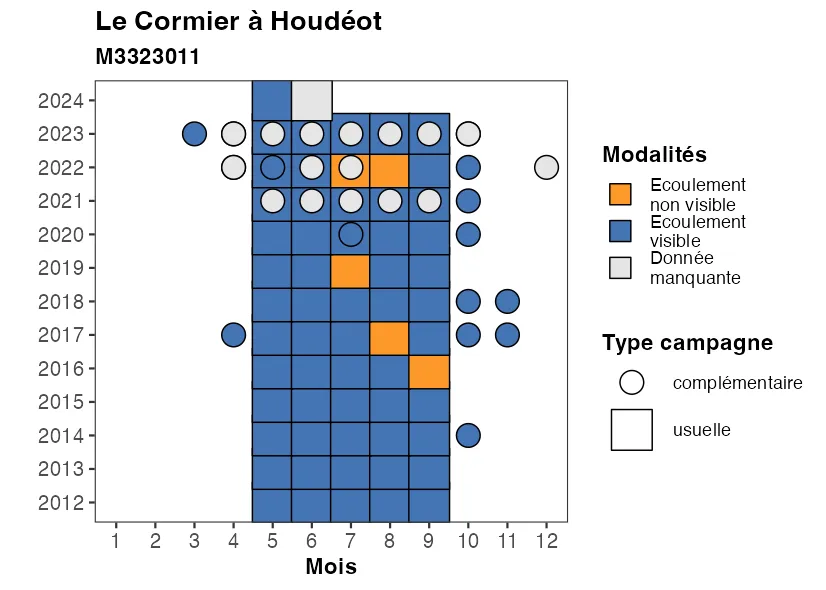 Le Cormier à Houdéot
M3323011
2024
2023
2022
2021
2020
2019
2018
2017
2016
2015
2014
2013
2012
1 2 3 4 5 6 7 8 9 10 11 12
Mois
Modalités
Ecoulement
non visible
Ecoulement
visible
Donnée
manquante
Type campagne
complémentaire
usuelle